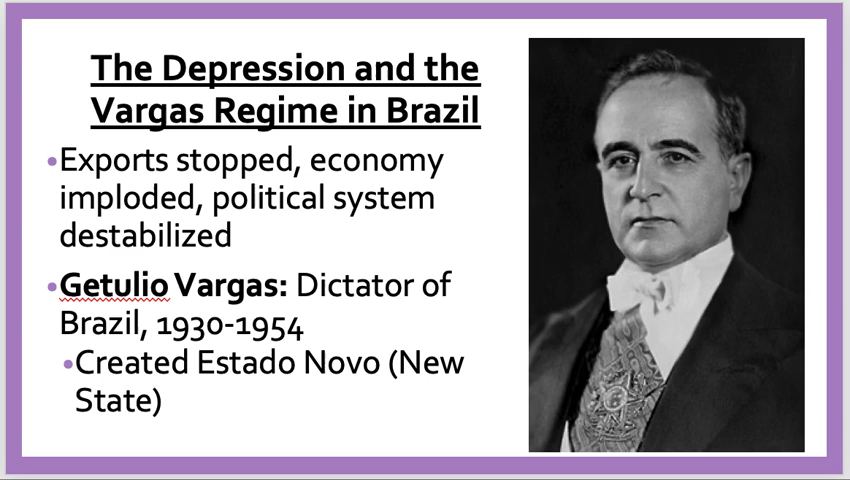 The Depression and the
Vargas Regime in Brazil
•Exports stopped, economy
imploded, political system
destabilized
•Getulio Vargas: Dictator of
Brazil, 1930-1954
•Created Estado Novo (New
State)